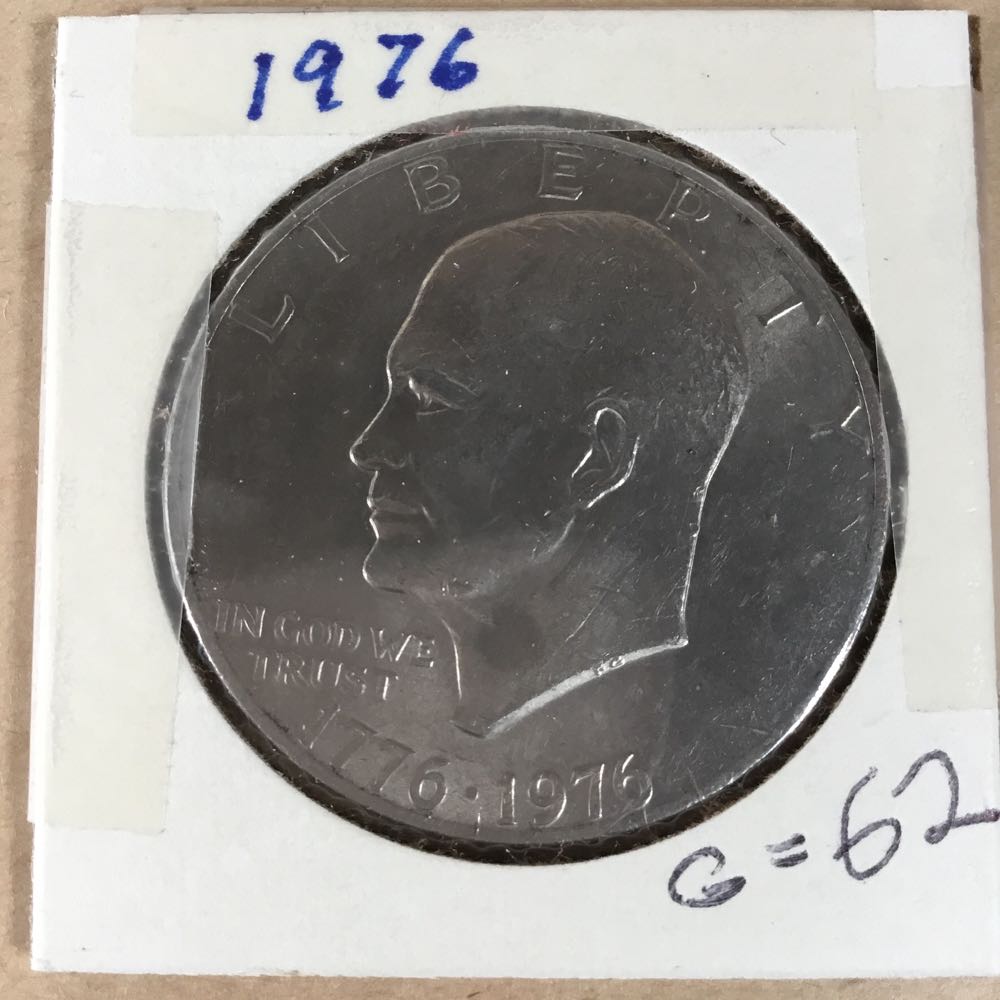 1976
LIBERTY
IN GOD WE
TRUST
1776·1976
G=62